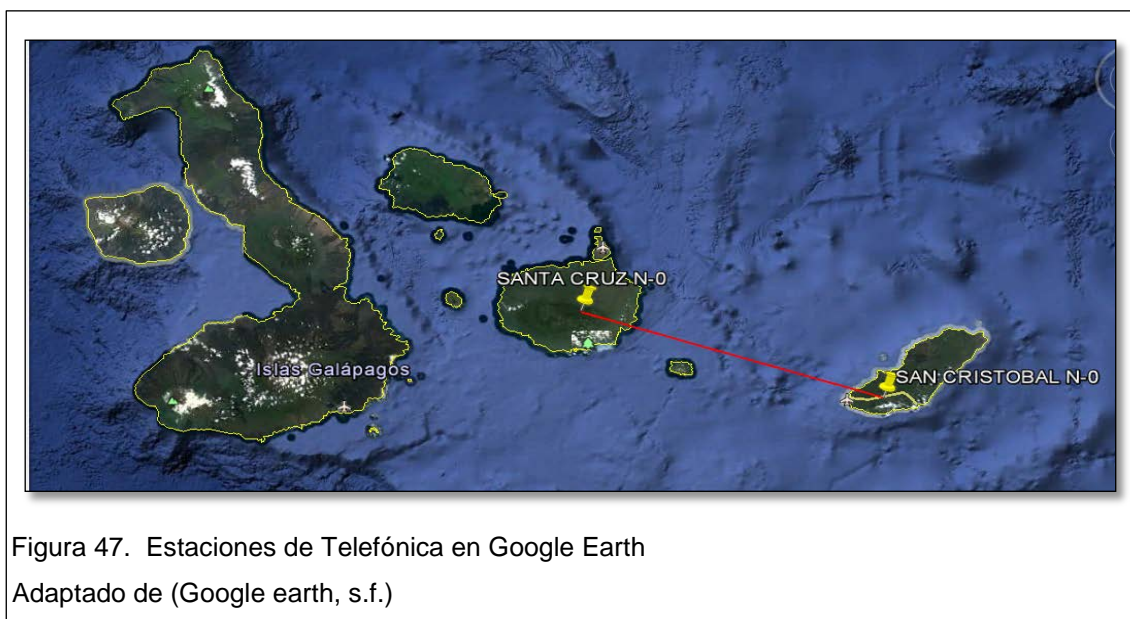 SANTA CRUZ N-0
Islas Galápagos
SAN CRISTOBAL N-0
Figura 47. Estaciones de Telefónica en Google Earth
Adaptado de (Google earth, s.f.)